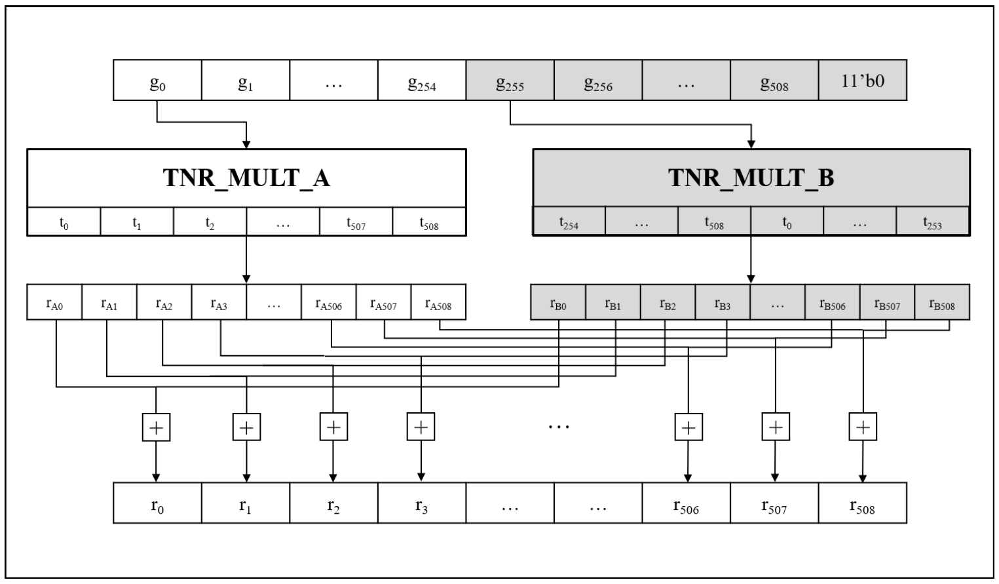 g0 g1 … g254 g255 g256 … g508 11’b0
TNR_MULT_A TNR_MULT_B
t0 t1 t2 … t507 t508 t254 … t508 t0 … t253
rA0 rA1 rA2 rA3 … rA506 rA507 rA508 rB0 rB1 rB2 rB3 … rB506 rB507 rB508
+ + + + … + + +
r0 r1 r2 r3 … … r506 r507 r508